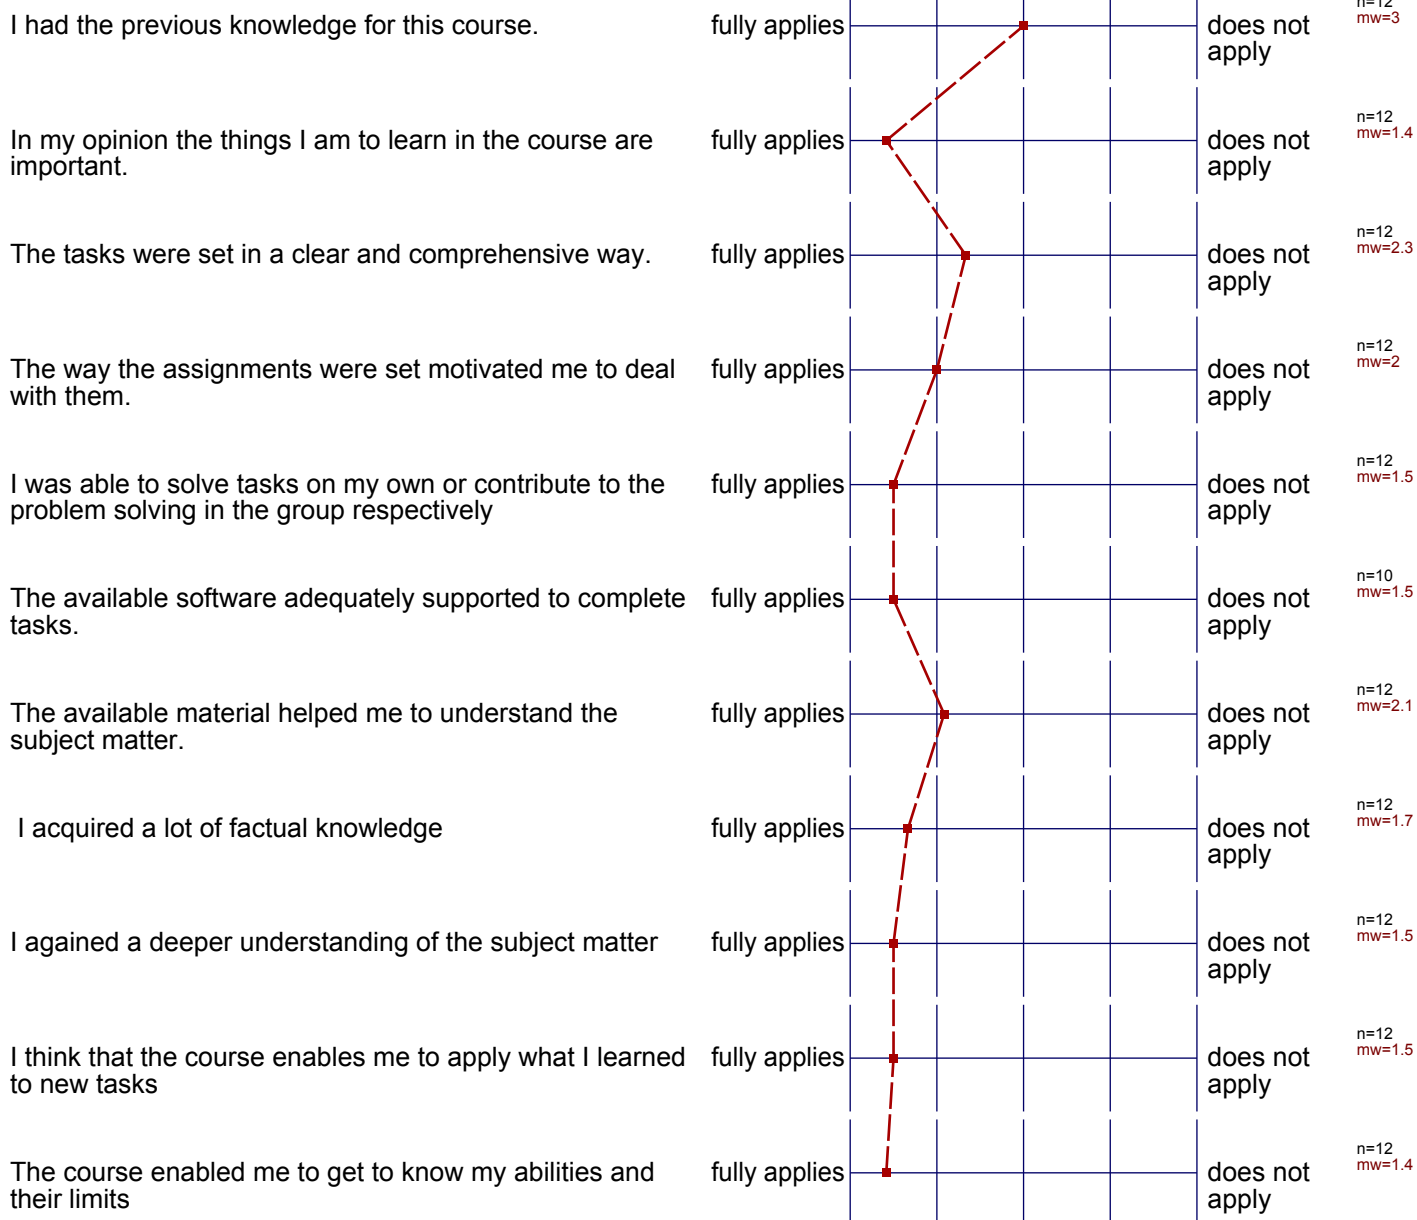 n=12
I had the previous knowledge for this course. fully applies does not mw=3
apply
n=12
In my opinion the things I am to learn in the course are fully applies does not mw=1.4
important. apply
n=12
The tasks were set in a clear and comprehensive way. fully applies does not mw=2.3
apply
n=12
The way the assignments were set motivated me to deal fully applies does not mw=2
with them. apply
n=12
I was able to solve tasks on my own or contribute to the fully applies does not mw=1.5
problem solving in the group respectively apply
n=10
The available software adequately supported to complete fully applies does not mw=1.5
tasks. apply
n=12
The available material helped me to understand the fully applies does not mw=2.1
subject matter. apply
n=12
I acquired a lot of factual knowledge fully applies does not mw=1.7
apply
n=12
I agained a deeper understanding of the subject matter fully applies does not mw=1.5
apply
n=12
I think that the course enables me to apply what I learned fully applies does not mw=1.5
to new tasks apply
n=12
The course enabled me to get to know my abilities and fully applies does not mw=1.4
their limits apply